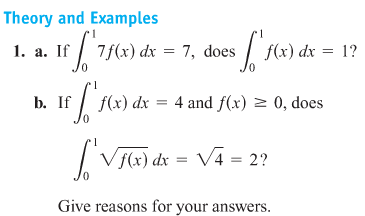 Theory and Examples
1. a. If ∫₀¹ 7f(x) dx = 7, does ∫₀¹ f(x) dx = 1?
b. If ∫₀¹ f(x) dx = 4 and f(x) ≥ 0, does
∫₀¹ √f(x) dx = √4 = 2?
Give reasons for your answers.